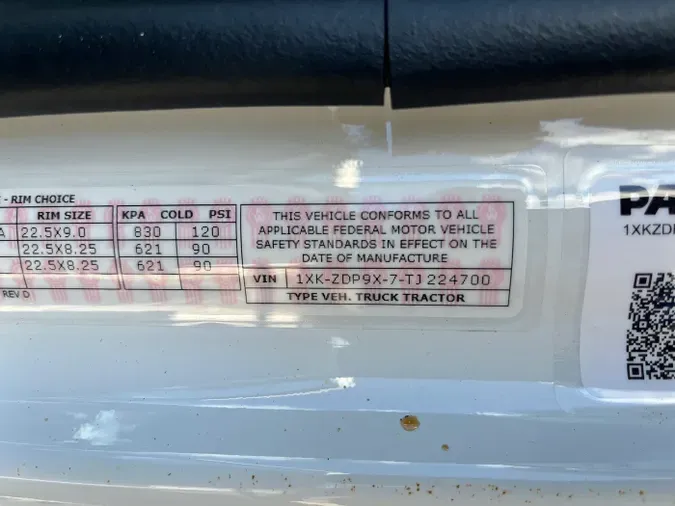 - RIM CHOICE
RIM SIZE KPA COLD PSI
A 22.5X9.0 830 120
22.5X8.25 621 90
22.5X8.25 621 90
REV D
THIS VEHICLE CONFORMS TO ALL
APPLICABLE FEDERAL MOTOR VEHICLE
SAFETY STANDARDS IN EFFECT ON THE
DATE OF MANUFACTURE
VIN 1XK-ZDP9X-7-TJ 224700
TYPE VEH. TRUCK TRACTOR
PA
1XKZD